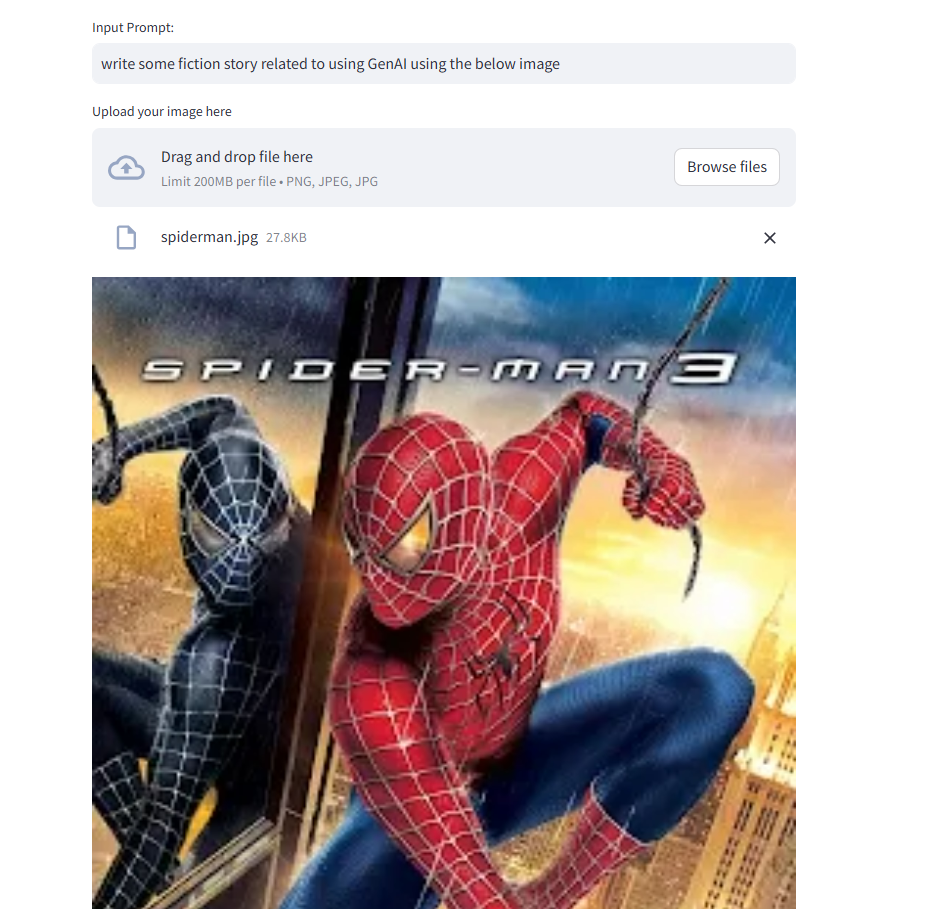 Input Prompt:
write some fiction story related to using GenAI using the below image
Upload your image here
Drag and drop file here
Limit 200MB per file • PNG, JPEG, JPG
Browse files
spiderman.jpg 27.8KB
SPIDER-MAN 3